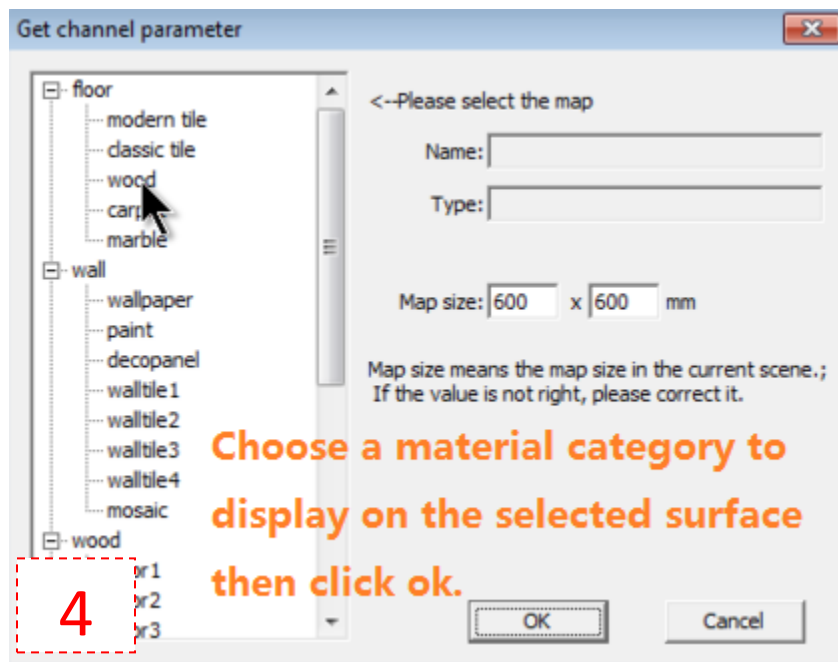 Get channel parameter
floor
modern tile
classic tile
wood
marble
wall
wallpaper
paint
decopanel
walltile1
walltile2
walltile3
walltile4
mosaic
wood
<--Please select the map
Name:
Type:
Map size: 600 x 600 mm
Map size means the map size in the current scene.;
If the value is not right, please correct it.
Choose a material category to
display on the selected surface
then click ok.
4
OK
Cancel